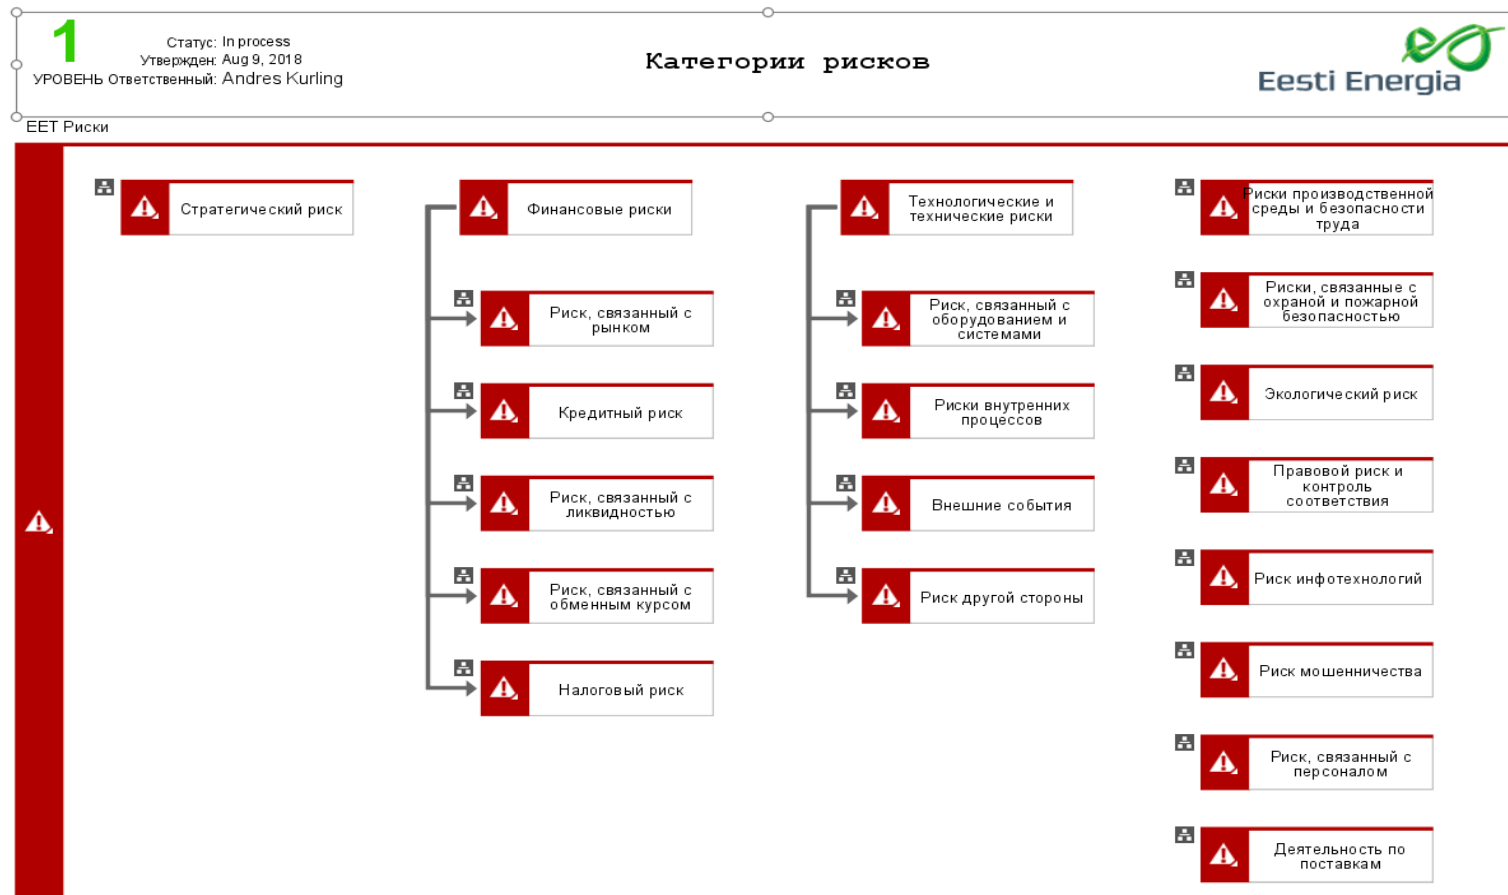 1
Статус: In process
Утвержден: Aug 9, 2018
УРОВЕНЬ Ответственный: Andres Kurling
Категории рисков
Eesti Energia
EET Риски
Стратегический риск
Финансовые риски
Риск, связанный с
рынком
Кредитный риск
Риск, связанный с
ликвидностью
Риск, связанный с
обменным курсом
Налоговый риск
Технологические и
технические риски
Риск, связанный с
оборудованием и
системами
Риски внутренних
процессов
Внешние события
Риск другой стороны
Риски производственной
среды и безопасности
труда
Риски, связанные с
охраной и пожарной
безопасностью
Экологический риск
Правовой риск и
контроль
соответствия
Риск инфотехнологий
Риск мошенничества
Риск, связанный с
персоналом
Деятельность по
поставкам